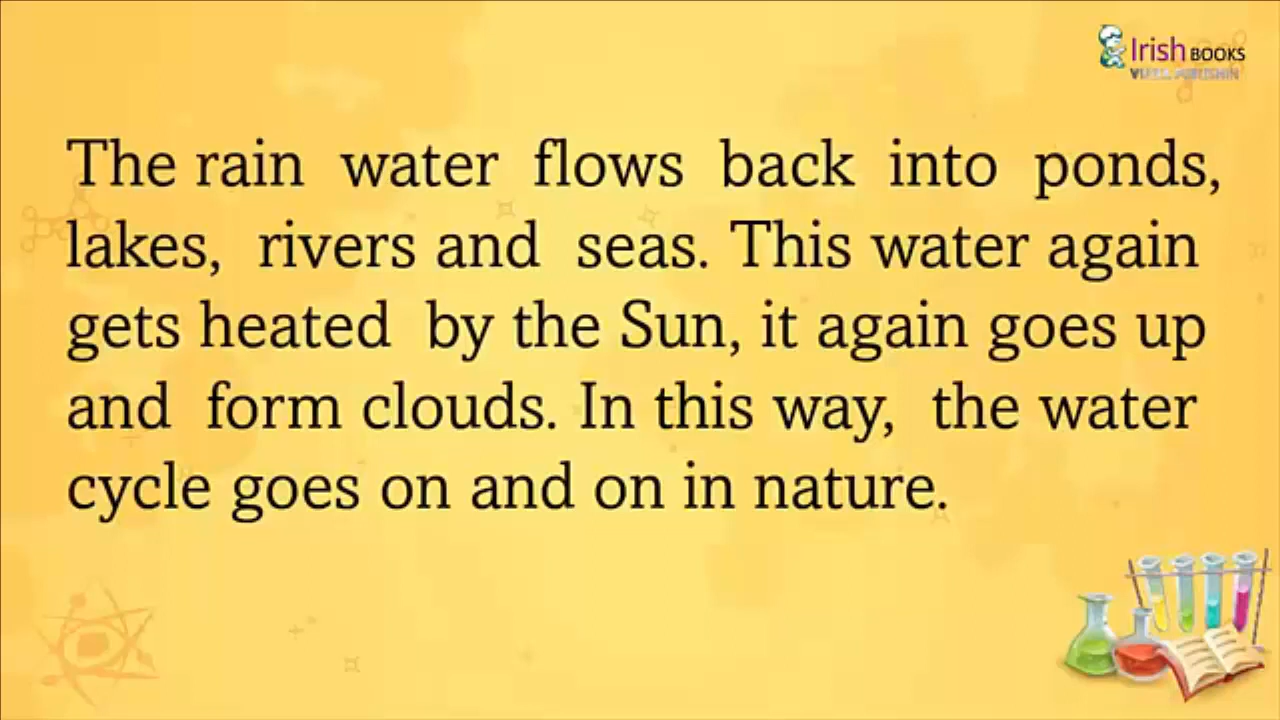 Irish BOOKS
The rain water flows back into ponds,
lakes, rivers and seas. This water again
gets heated by the Sun, it again goes up
and form clouds. In this way, the water
cycle goes on and on in nature.